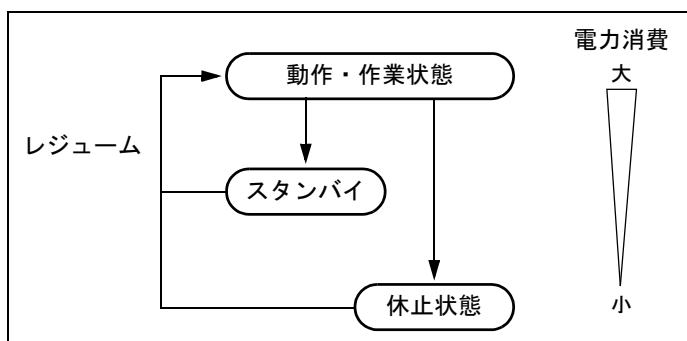 電力消費
大
動作・作業状態
レジューム
スタンバイ
休止状態
小